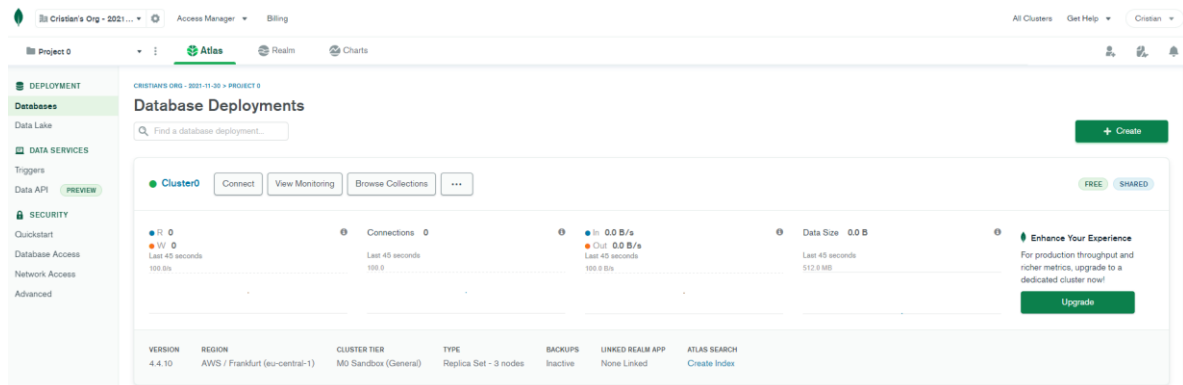 Cristian's Org - 2021... Access Manager Billing All Clusters Get Help Cristian
Project 0 Atlas Realm Charts
DEPLOYMENT
Databases
Data Lake
DATA SERVICES
Triggers
Data API PREVIEW
SECURITY
Quickstart
Database Access
Network Access
Advanced
CRISTIAN'S ORG - 2021-11-30 > PROJECT 0
Database Deployments
Find a database deployment...
+ Create
Cluster0 Connect View Monitoring Browse Collections ... FREE SHARED
R 0
W 0
Last 45 seconds
100.0/s
Connections 0
Last 45 seconds
100.0
In 0.0 B/s
Out 0.0 B/s
Last 45 seconds
100.0 B/s
Data Size 0.0 B
Last 45 seconds
512.0 MB
Enhance Your Experience
For production throughput and
richer metrics, upgrade to a
dedicated cluster now!
Upgrade
VERSION REGION CLUSTER TIER TYPE BACKUPS LINKED REALM APP ATLAS SEARCH
4.4.10 AWS / Frankfurt (eu-central-1) M0 Sandbox (General) Replica Set - 3 nodes Inactive None Linked Create Index